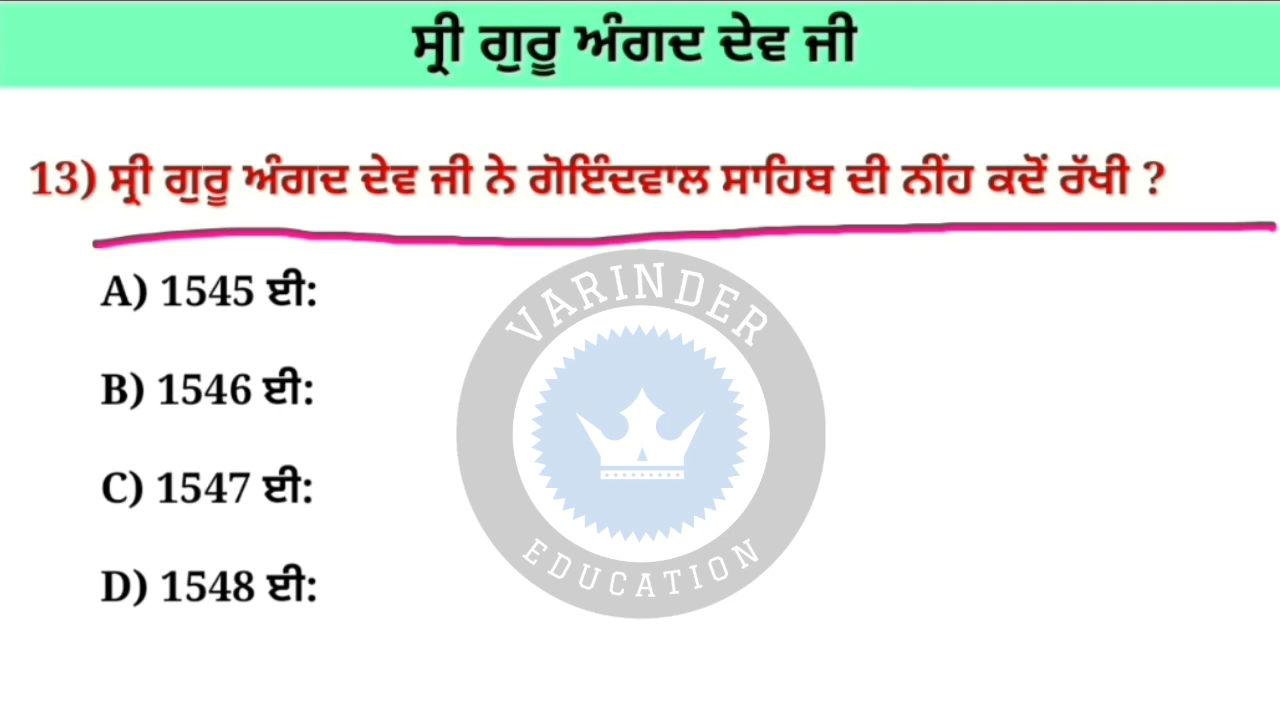 ਸ੍ਰੀ ਗੁਰੂ ਅੰਗਦ ਦੇਵ ਜੀ
13) ਸ੍ਰੀ ਗੁਰੂ ਅੰਗਦ ਦੇਵ ਜੀ ਨੇ ਗੋਇੰਦਵਾਲ ਸਾਹਿਬ ਦੀ ਨੀਂਹ ਕਦੋਂ ਰੱਖੀ ?
A) 1545 ਈ:
VARINDER
B) 1546 ਈ:
C) 1547 ਈ:
EDUCATION
D) 1548 ਈ: